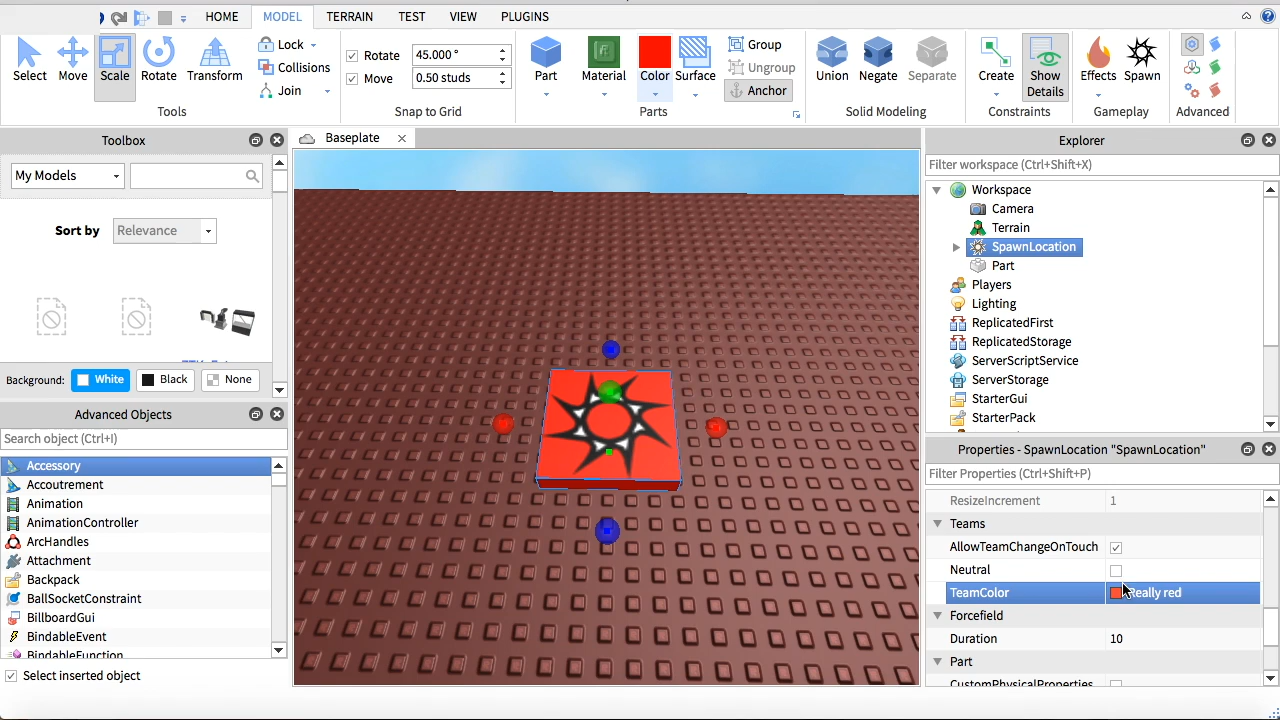 HOME MODEL TERRAIN TEST VIEW PLUGINS
Select Move Scale Rotate Transform
Lock
Collisions
Join
Tools
Rotate 45.000 °
Move 0.50 studs
Snap to Grid
Part Material Color Surface
Group
Ungroup
Anchor
Parts
Union Negate Separate
Solid Modeling
Create Show Details
Constraints
Effects Spawn
Gameplay
Advanced
Toolbox
My Models
Sort by Relevance
Background: White Black None
Advanced Objects
Search object (Ctrl+I)
Accessory
Accoutrement
Animation
AnimationController
ArcHandles
Attachment
Backpack
BallSocketConstraint
BillboardGui
BindableEvent
BindableFunction
Select inserted object
Baseplate
Explorer
Filter workspace (Ctrl+Shift+X)
Workspace
Camera
Terrain
SpawnLocation
Part
Players
Lighting
ReplicatedFirst
ReplicatedStorage
ServerScriptService
ServerStorage
StarterGui
StarterPack
Properties - SpawnLocation "SpawnLocation"
Filter Properties (Ctrl+Shift+P)
ResizeIncrement 1
Teams
AllowTeamChangeOnTouch
Neutral
TeamColor Really red
Forcefield
Duration 10
Part
CustomPhysicalProperties